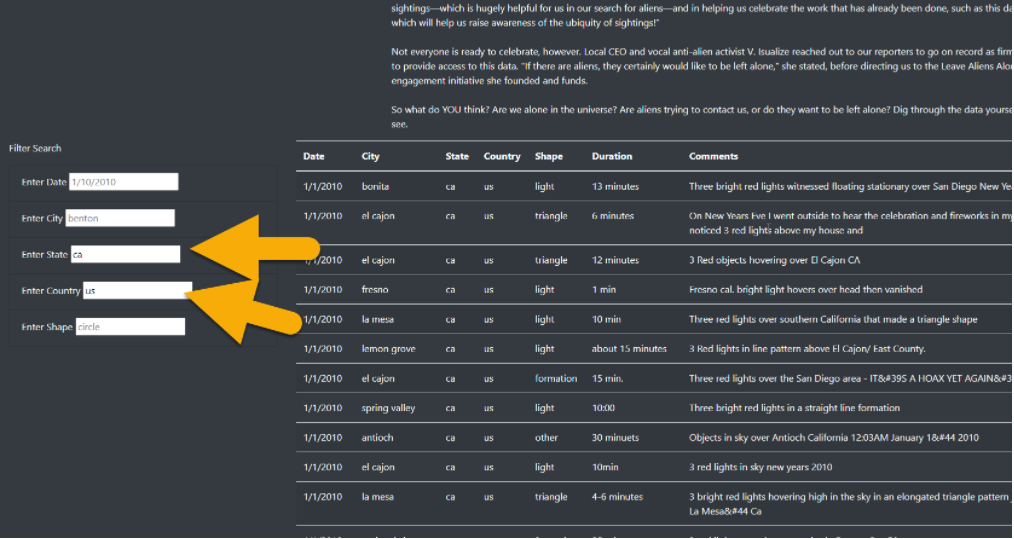 sightings—which is hugely helpful for us in our search for aliens—and in helping us celebrate the work that has already been done, such as this
which will help us raise awareness of the ubiquity of sightings!"
Not everyone is ready to celebrate, however. Local CEO and vocal anti-alien activist V. Isualize reached out to our reporters to go on record as
to provide access to this data. "If there are aliens, they certainly would like to be left alone," she stated, before directing us to the Leave Aliens
engagement initiative she founded and funds.
So what do YOU think? Are we alone in the universe? Are aliens trying to contact us, or do they want to be left alone? Dig through the data
see.
Filter Search
Enter Date 1/10/2010
Enter City benton
Enter State ca
Enter Country us
Enter Shape circle
Date City State Country Shape Duration Comments
1/1/2010 bonita ca us light 13 minutes Three bright red lights witnessed floating stationary over San Diego New
1/1/2010 el cajon ca us triangle 6 minutes On New Years Eve I went outside to hear the celebration and fireworks in
noticed 3 red lights above my house and
1/1/2010 el cajon ca us triangle 12 minutes 3 Red objects hovering over El Cajon CA
1/1/2010 fresno ca us light 1 min Fresno cal. bright light hovers over head then vanished
1/1/2010 la mesa ca us light 10 min Three red lights over southern California that made a triangle shape
1/1/2010 lemon grove ca us light about 15 minutes 3 Red lights in line pattern above El Cajon/ East County.
1/1/2010 el cajon ca us formation 15 min. Three red lights over the San Diego area - IT&#39S A HOAX YET AGAIN&#3
1/1/2010 spring valley ca us light 10:00 Three bright red lights in a straight line formation
1/1/2010 antioch ca us other 30 minuets Objects in sky over Antioch California 12:03AM January 1&#44 2010
1/1/2010 el cajon ca us light 10min 3 red lights in sky new years 2010
1/1/2010 la mesa ca us triangle 4-6 minutes 3 bright red lights hovering high in the sky in an elongated triangle pattern
La Mesa&#44 Ca